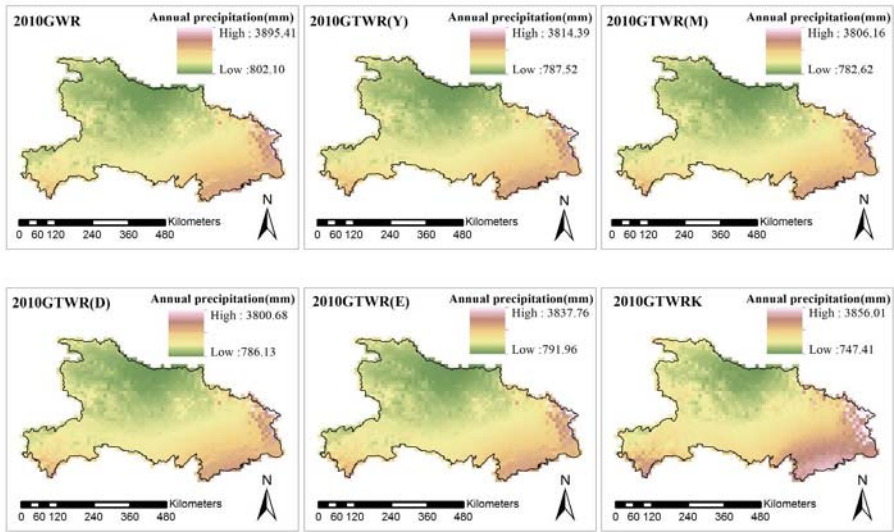 2010GWR
Annual precipitation(mm)
High : 3895.41
Low :802.10
N
Kilometers
0 60 120 240 360 480
2010GTWR(Y)
Annual precipitation(mm)
High : 3814.39
Low :787.52
N
Kilometers
0 60 120 240 360 480
2010GTWR(M)
Annual precipitation(mm)
High : 3806.16
Low :782.62
N
Kilometers
0 60 120 240 360 480
2010GTWR(D)
Annual precipitation(mm)
High : 3800.68
Low :786.13
N
Kilometers
0 60 120 240 360 480
2010GTWR(E)
Annual precipitation(mm)
High : 3837.76
Low :791.96
N
Kilometers
0 60 120 240 360 480
2010GTWRK
Annual precipitation(mm)
High : 3856.01
Low :747.41
N
Kilometers
0 60 120 240 360 480